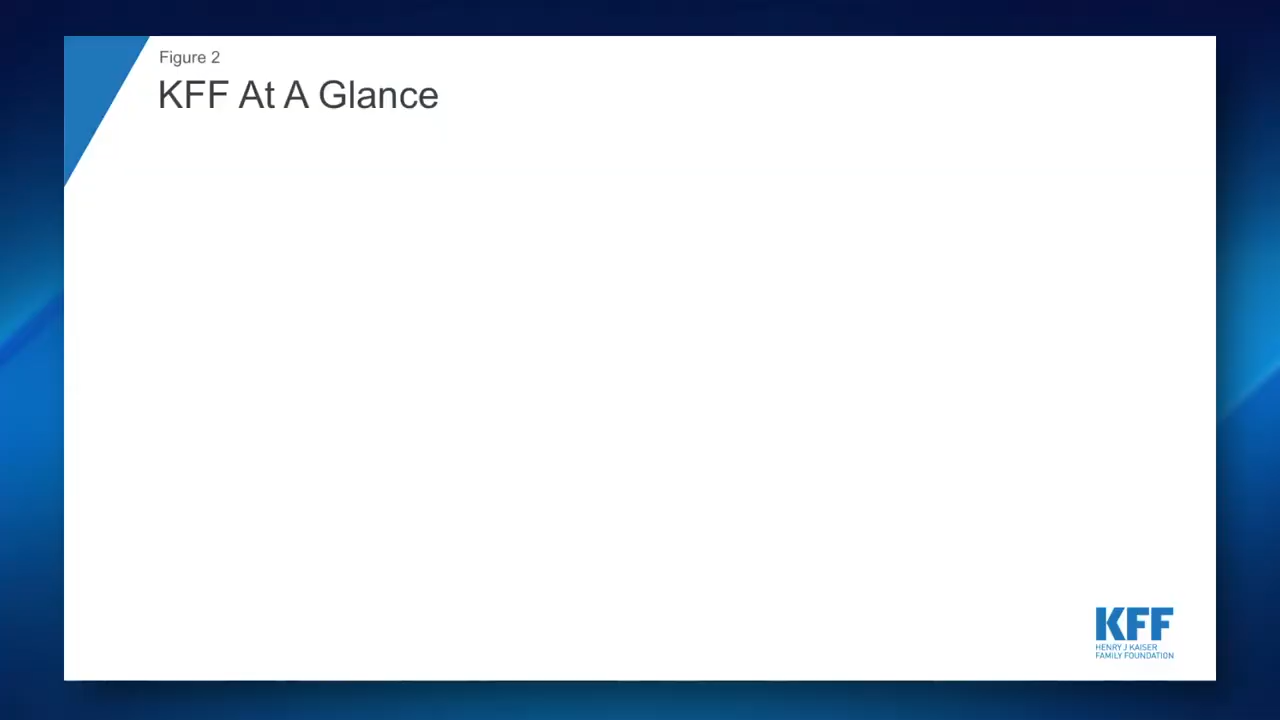 Figure 2
KFF At A Glance
KFF
HENRY J KAISER
FAMILY FOUNDATION